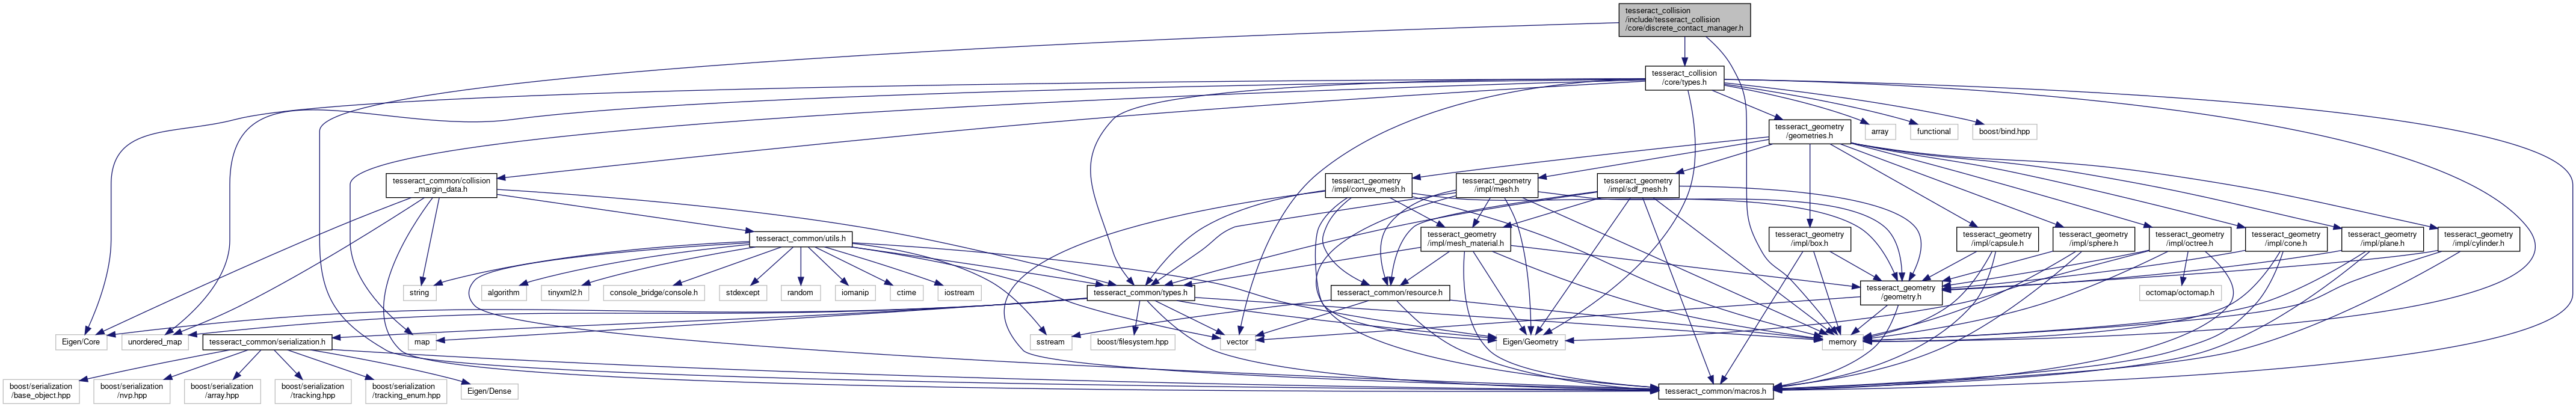 tesseract_collision
/include/tesseract_collision
/core/discrete_contact_manager.h
tesseract_collision
/core/types.h
tesseract_geometry
/geometries.h
array
functional
boost/bind.hpp
tesseract_common/collision
_margin_data.h
tesseract_geometry
/impl/convex_mesh.h
tesseract_geometry
/impl/mesh.h
tesseract_geometry
/impl/sdf_mesh.h
tesseract_common/utils.h
tesseract_geometry
/impl/mesh_material.h
tesseract_geometry
/impl/box.h
tesseract_geometry
/impl/capsule.h
tesseract_geometry
/impl/sphere.h
tesseract_geometry
/impl/octree.h
tesseract_geometry
/impl/cone.h
tesseract_geometry
/impl/plane.h
tesseract_geometry
/impl/cylinder.h
string
algorithm
tinyxml2.h
console_bridge/console.h
stdexcept
random
iomanip
ctime
iostream
tesseract_common/types.h
tesseract_common/resource.h
tesseract_geometry
/geometry.h
octomap/octomap.h
Eigen/Core
unordered_map
tesseract_common/serialization.h
map
sstream
boost/filesystem.hpp
vector
Eigen/Geometry
memory
boost/serialization
/base_object.hpp
boost/serialization
/nvp.hpp
boost/serialization
/array.hpp
boost/serialization
/tracking.hpp
boost/serialization
/tracking_enum.hpp
Eigen/Dense
tesseract_common/macros.h